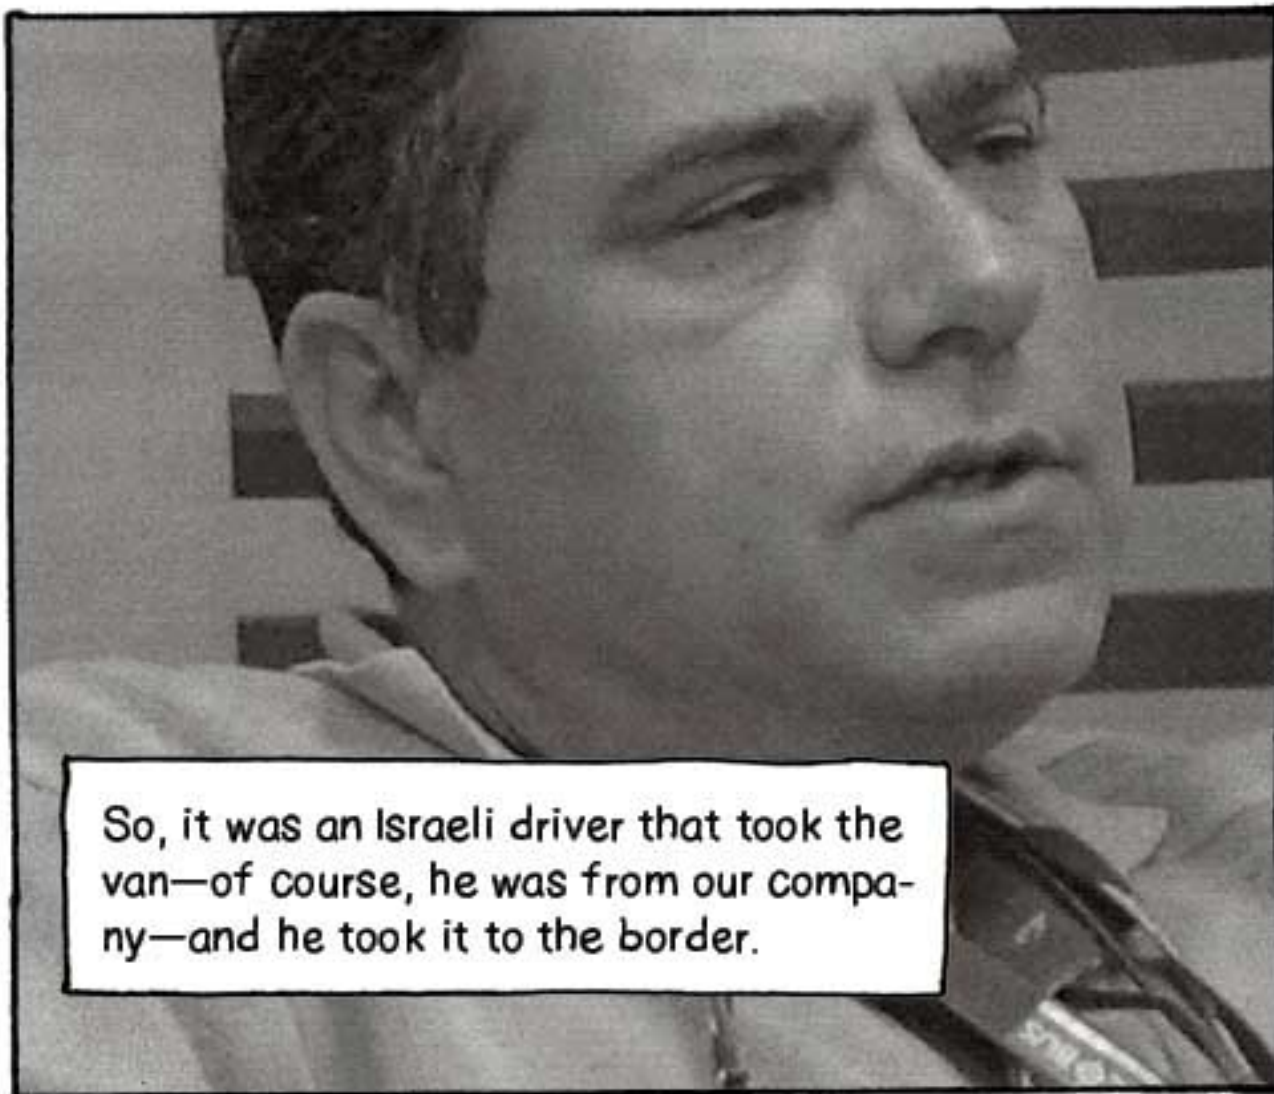 So, it was an Israeli driver that took the
van—of course, he was from our compa-
ny—and he took it to the border.